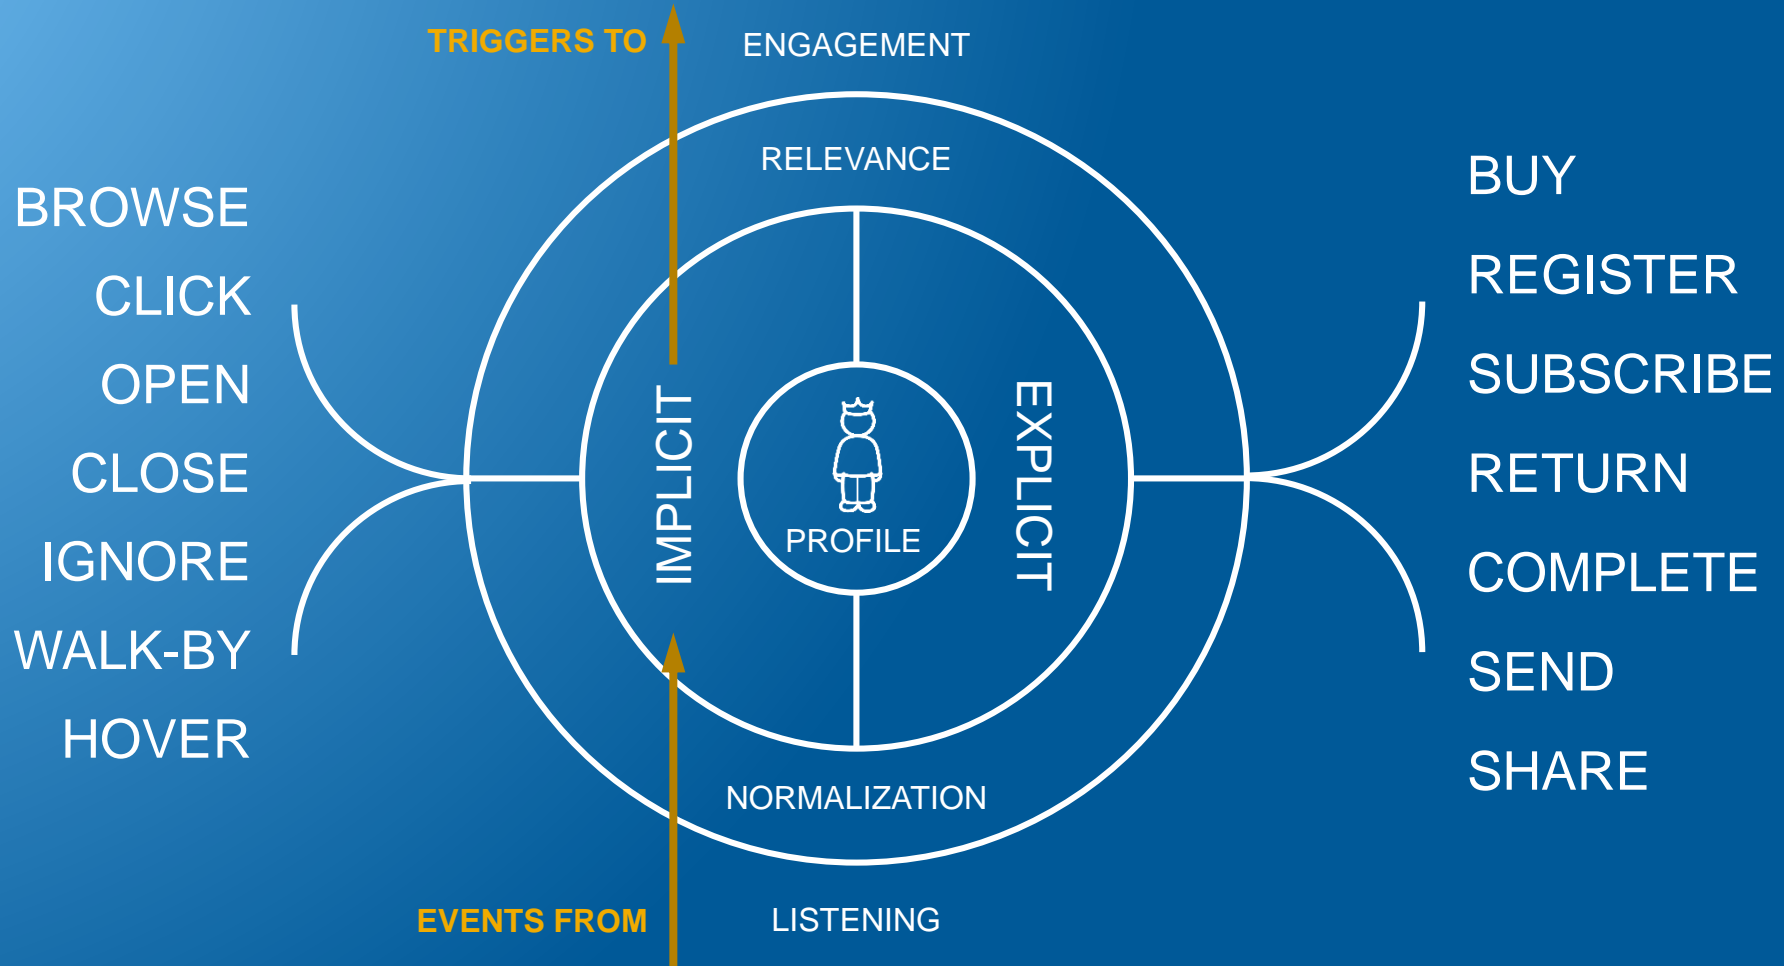 TRIGGERS TO
ENGAGEMENT
RELEVANCE
BROWSE
CLICK
OPEN
CLOSE
IGNORE
WALK-BY
HOVER
IMPLICIT
PROFILE
EXPLICIT
BUY
REGISTER
SUBSCRIBE
RETURN
COMPLETE
SEND
SHARE
NORMALIZATION
EVENTS FROM
LISTENING